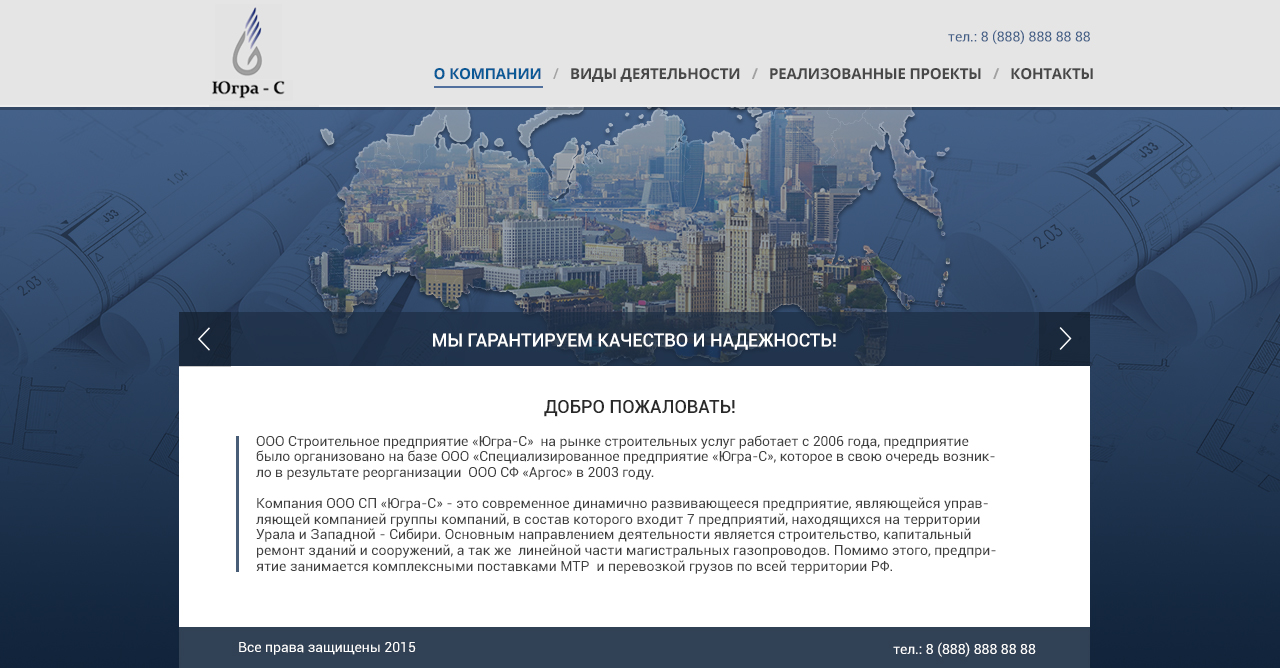 Югра - С
тел.: 8 (888) 888 88 88
О КОМПАНИИ / ВИДЫ ДЕЯТЕЛЬНОСТИ / РЕАЛИЗОВАННЫЕ ПРОЕКТЫ / КОНТАКТЫ
1.04
J33
J33
2.03
2.03
МЫ ГАРАНТИРУЕМ КАЧЕСТВО И НАДЕЖНОСТЬ!
ДОБРО ПОЖАЛОВАТЬ!
ООО Строительное предприятие «Югра-С»  на рынке строительных услуг работает с 2006 года, предприятие
было организовано на базе ООО «Специализированное предприятие «Югра-С», которое в свою очередь возник-
ло в результате реорганизации  ООО СФ «Аргос» в 2003 году.
Компания ООО СП «Югра-С» - это современное динамично развивающееся предприятие, являющейся управ-
ляющей компанией группы компаний, в состав которого входит 7 предприятий, находящихся на территории
Урала и Западной - Сибири. Основным направлением деятельности является строительство, капитальный
ремонт зданий и сооружений, а так же  линейной части магистральных газопроводов. Помимо этого, предпри-
ятие занимается комплексными поставками МТР  и перевозкой грузов по всей территории РФ.
Все права защищены 2015
тел.: 8 (888) 888 88 88